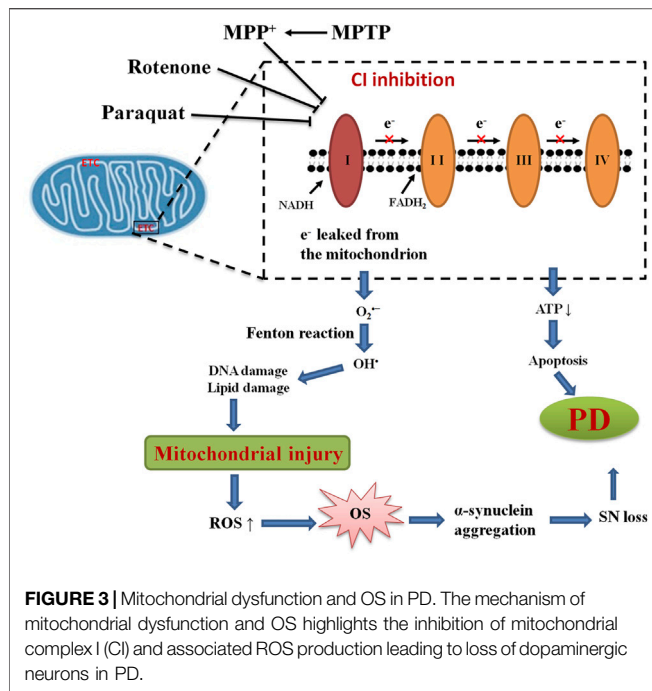 MPP⁺ MPTP
Rotenone
CI inhibition
Paraquat
e⁻ e⁻ e⁻
ETC
I II III IV
NADH FADH₂
ETC
e⁻ leaked from
the mitochondrion
O₂•⁻ ATP ↓
Fenton reaction
OH• Apoptosis
DNA damage
Lipid damage
PD
Mitochondrial injury
ROS ↑ OS α-synuclein
aggregation SN loss
FIGURE 3 | Mitochondrial dysfunction and OS in PD. The mechanism of
mitochondrial dysfunction and OS highlights the inhibition of mitochondrial
complex I (CI) and associated ROS production leading to loss of dopaminergic
neurons in PD.